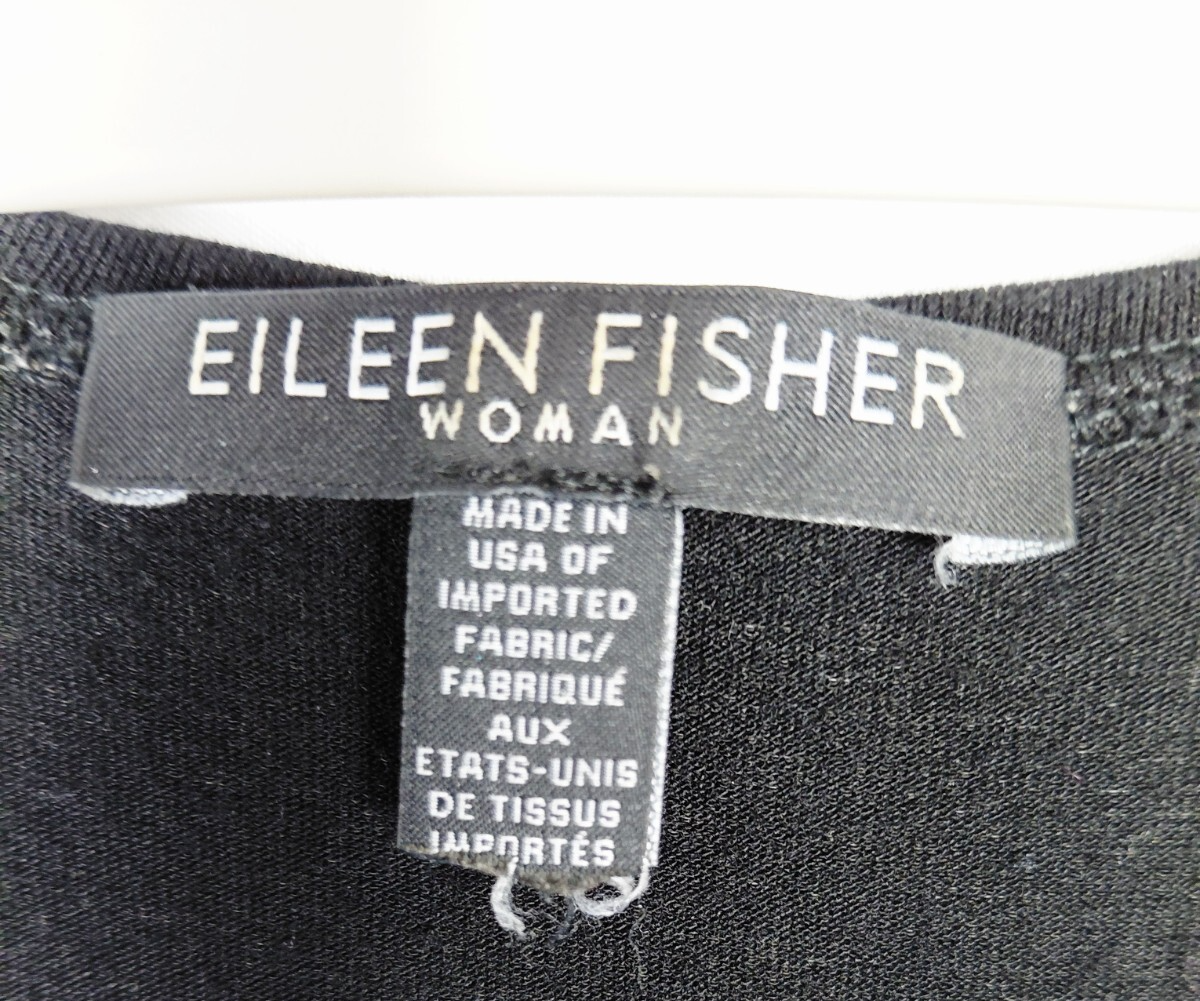 EILEEN FISHER
WOMAN
MADE IN
USA OF
IMPORTED
FABRIC/
FABRIQUÉ
AUX
ETATS-UNIS
DE TISSUS
IMPORTÉS